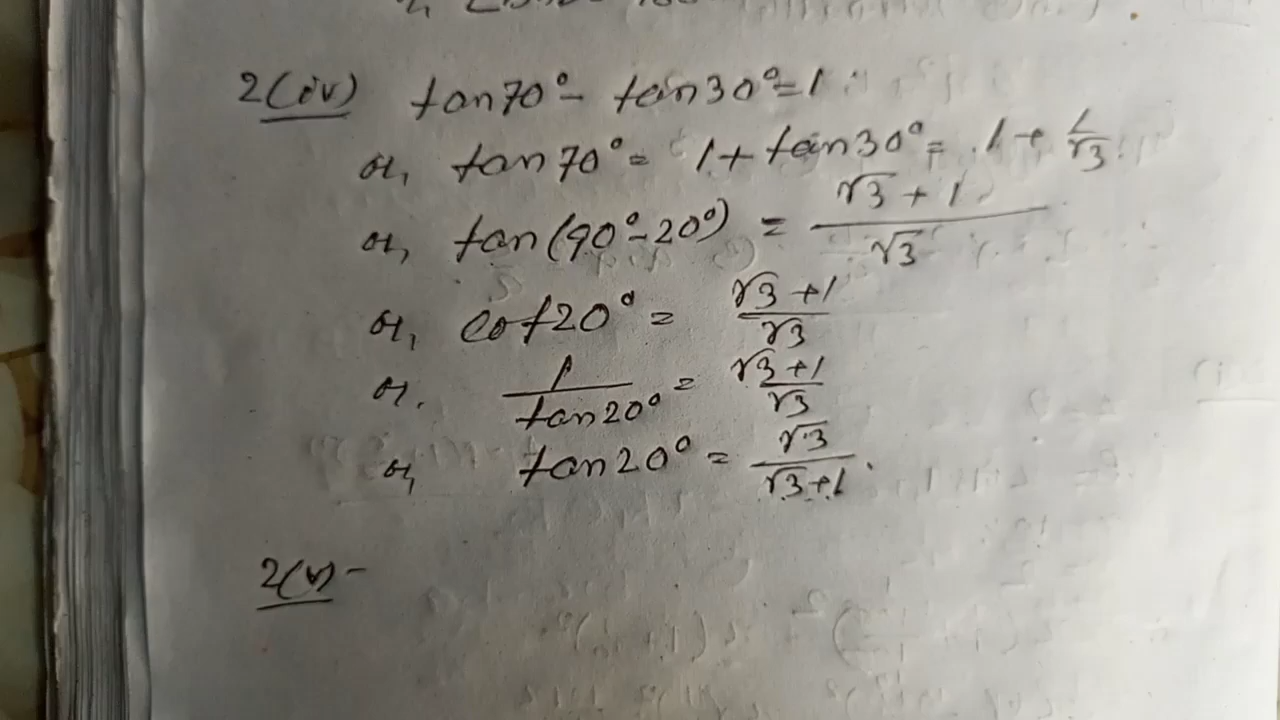 2(iv) tan70° - tan30° = 1.
or, tan70° = 1 + tan30° = 1 + 1/√3.
or, tan(90° - 20°) = (√3 + 1)/√3
or, cot20° = (√3 + 1)/√3
or, 1/tan20° = (√3 + 1)/√3
or, tan20° = √3/(√3 + 1).
2(v) -